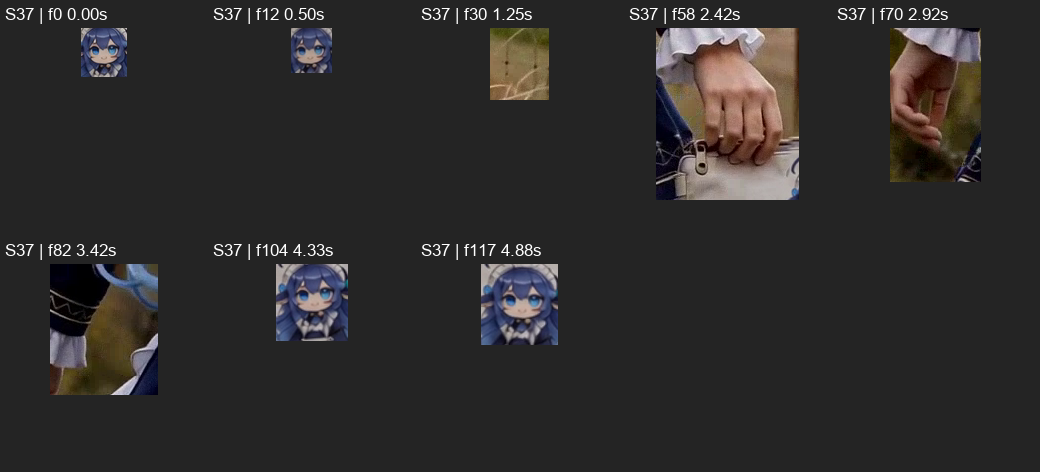 S37 | f0 0.00s
S37 | f12 0.50s
S37 | f30 1.25s
S37 | f58 2.42s
S37 | f70 2.92s
S37 | f82 3.42s
S37 | f104 4.33s
S37 | f117 4.88s